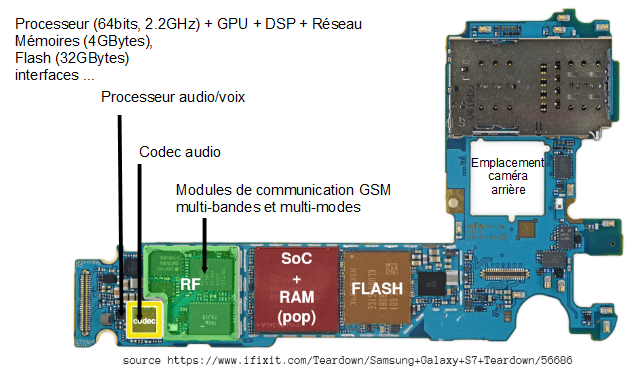 Processeur (64bits, 2.2GHz) + GPU + DSP + Réseau
Mémoires (4GBytes),
Flash (32GBytes)
interfaces ...
Processeur audio/voix
Codec audio
Modules de communication GSM
multi-bandes et multi-modes
Emplacement
caméra
arrière
RF
SoC
+
RAM
(pop)
FLASH
codec
source https://www.ifixit.com/Teardown/Samsung+Galaxy+S7+Teardown/56686